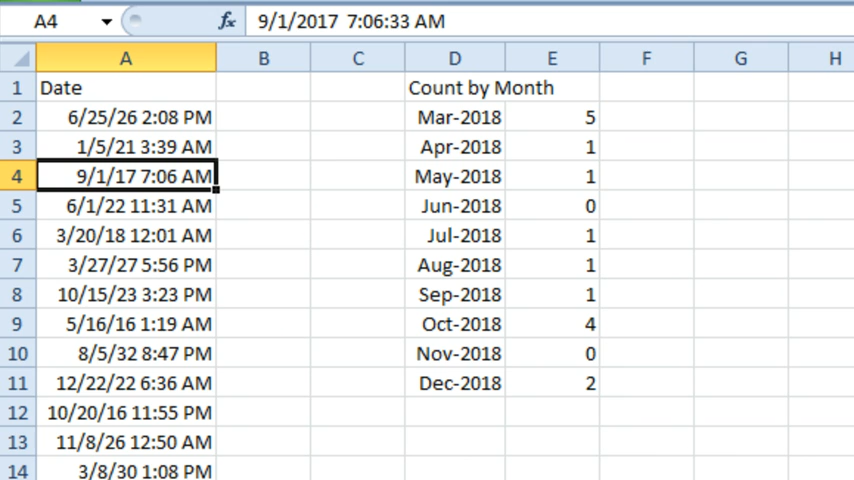 A4 fx 9/1/2017 7:06:33 AM
A B C D E F G H
1 Date Count by Month
2 6/25/26 2:08 PM Mar-2018 5
3 1/5/21 3:39 AM Apr-2018 1
4 9/1/17 7:06 AM May-2018 1
5 6/1/22 11:31 AM Jun-2018 0
6 3/20/18 12:01 AM Jul-2018 1
7 3/27/27 5:56 PM Aug-2018 1
8 10/15/23 3:23 PM Sep-2018 1
9 5/16/16 1:19 AM Oct-2018 4
10 8/5/32 8:47 PM Nov-2018 0
11 12/22/22 6:36 AM Dec-2018 2
12 10/20/16 11:55 PM
13 11/8/26 12:50 AM
14 3/8/30 1:08 PM